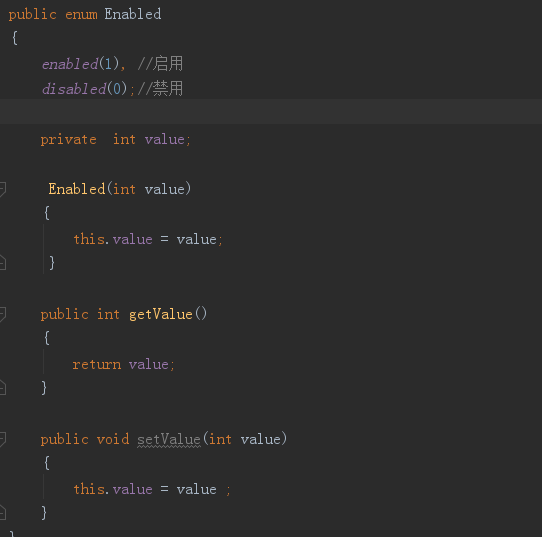 public enum Enabled
{
enabled(1), //启用
disabled(0);//禁用
private  int value;
Enabled(int value)
{
this.value = value;
}
public int getValue()
{
return value;
}
public void setValue(int value)
{
this.value = value ;
}
}